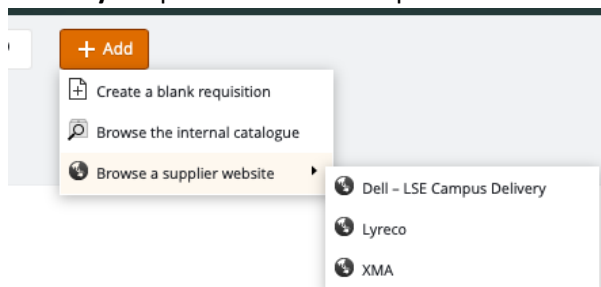 + Add
Create a blank requisition
Browse the internal catalogue
Browse a supplier website
Dell – LSE Campus Delivery
Lyreco
XMA